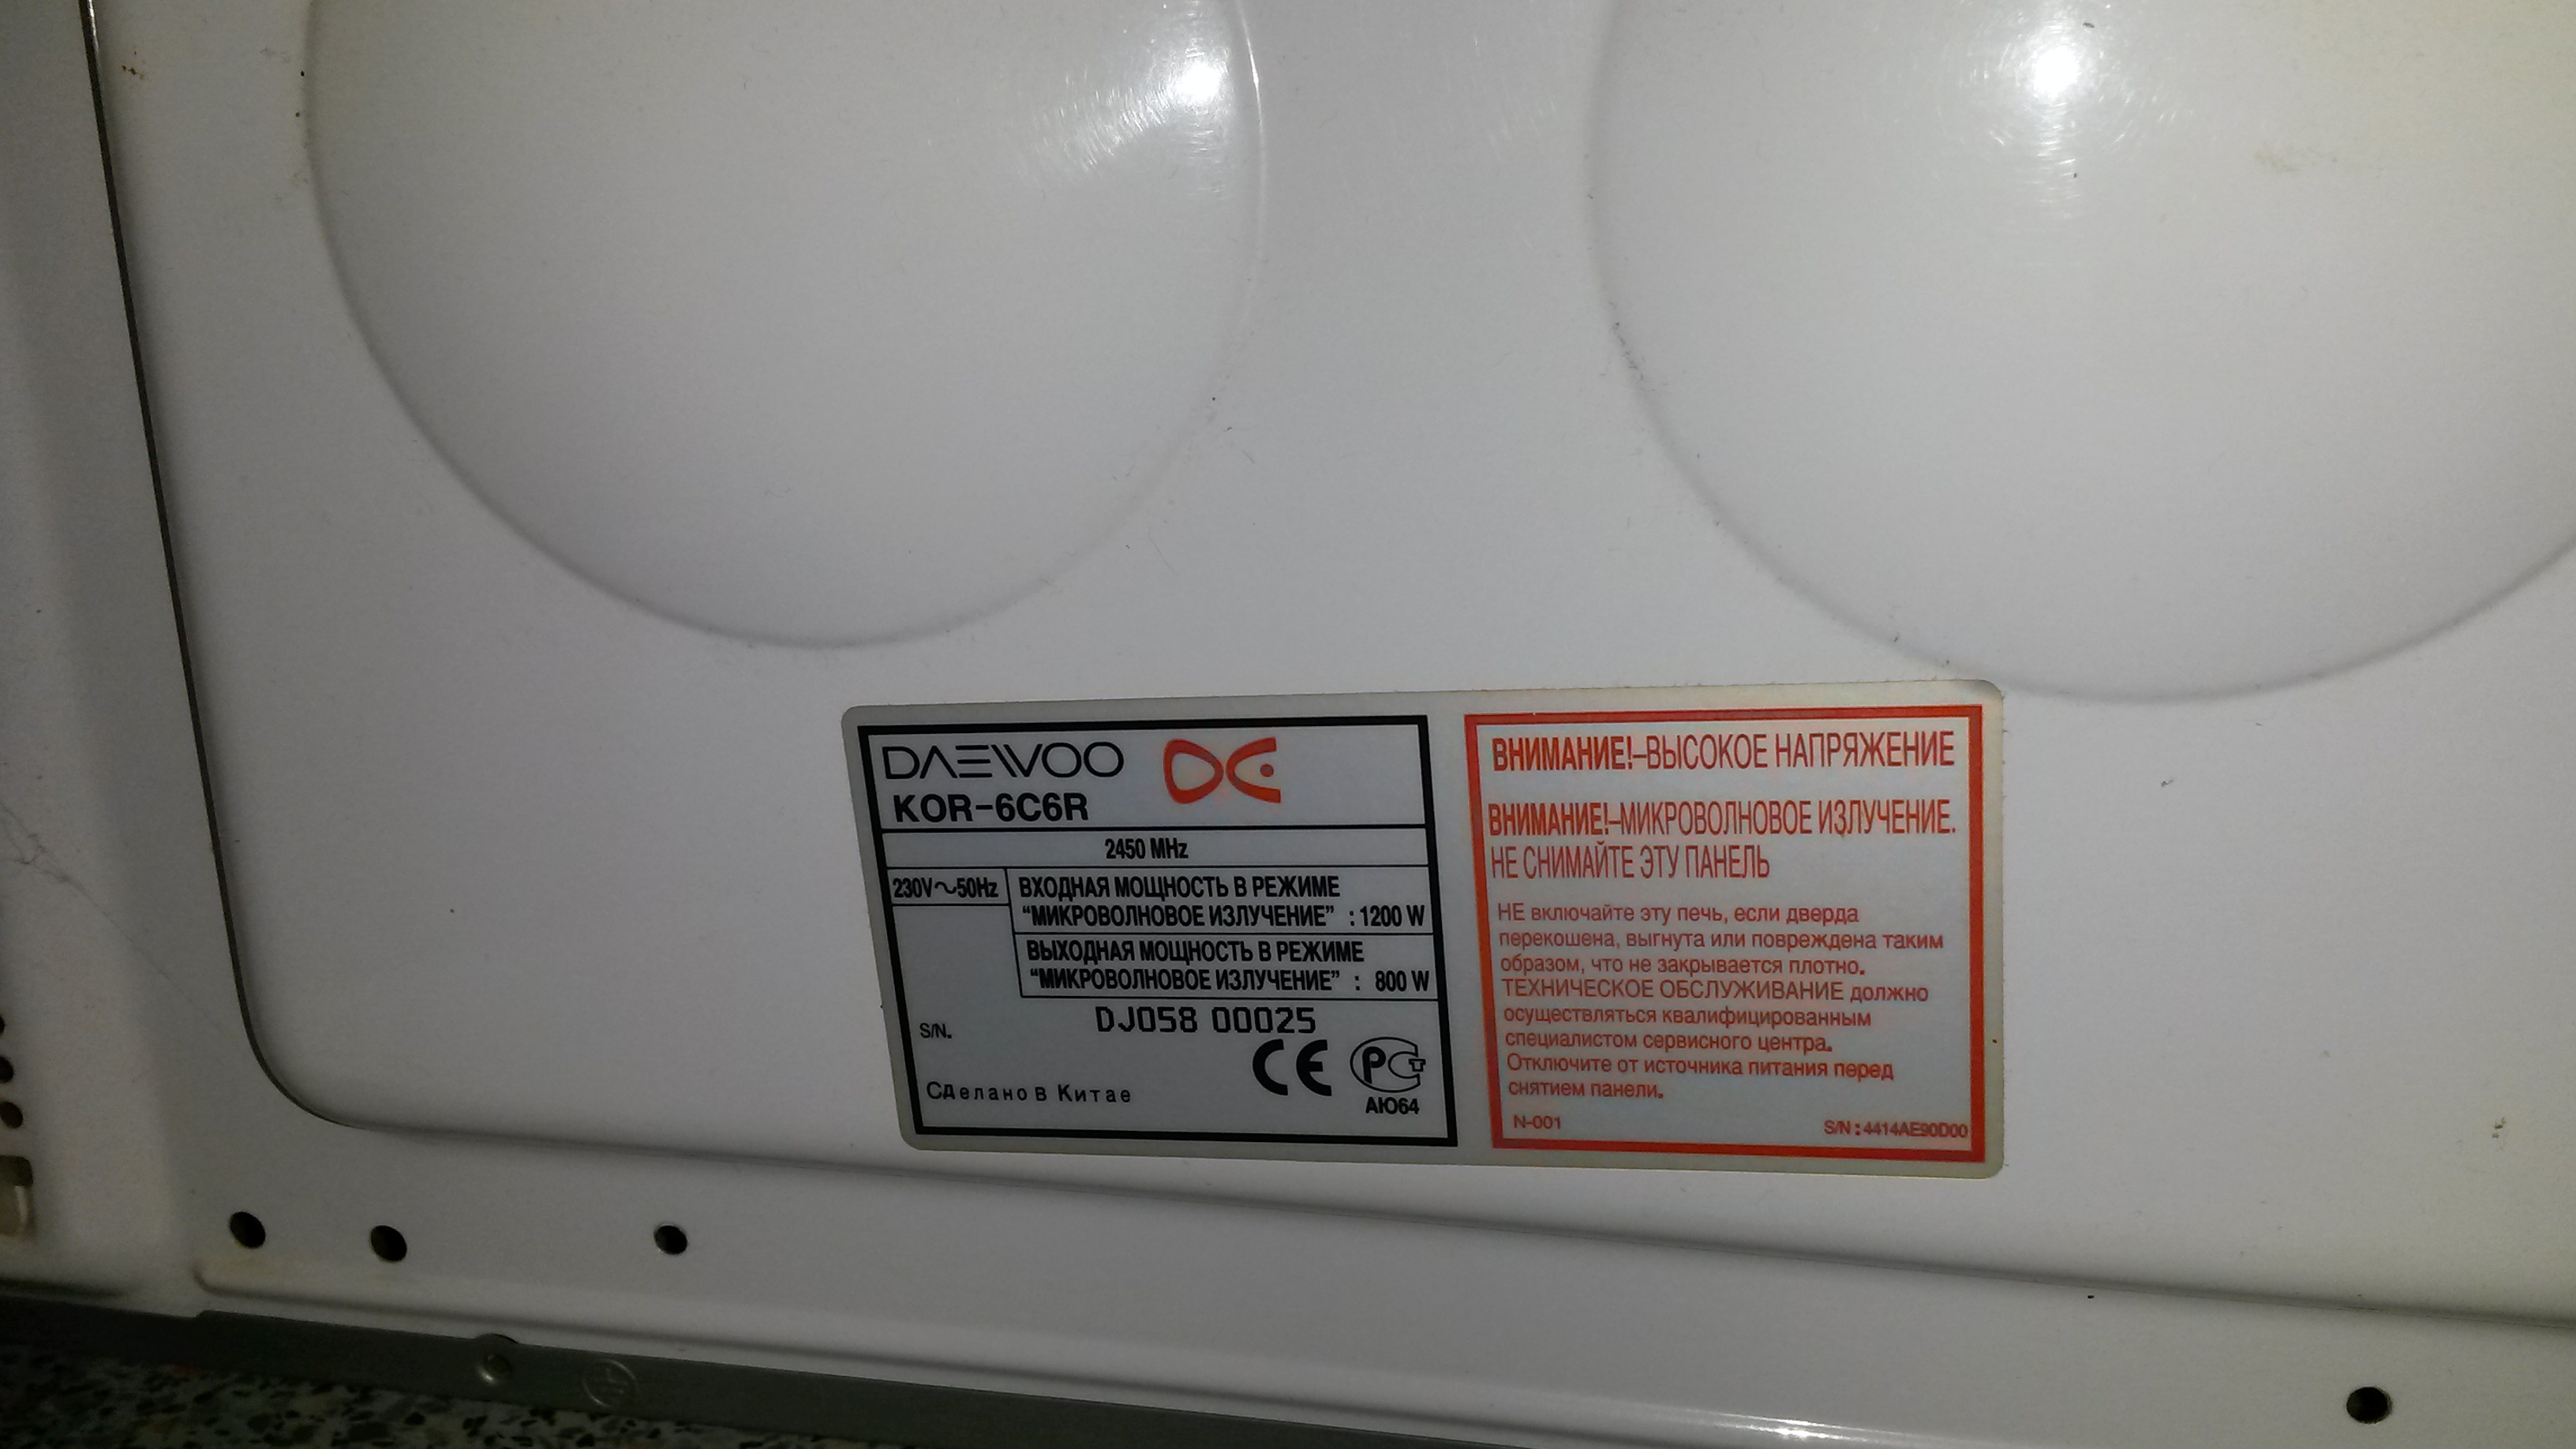 DAEWOO
KOR-6C6R
2450 MHz
230V~50Hz
ВХОДНАЯ МОЩНОСТЬ В РЕЖИМЕ
“МИКРОВОЛНОВОЕ ИЗЛУЧЕНИЕ” : 1200 W
ВЫХОДНАЯ МОЩНОСТЬ В РЕЖИМЕ
“МИКРОВОЛНОВОЕ ИЗЛУЧЕНИЕ” : 800 W
S/N. DJ058 00025
CE РСТ
АЮ64
Сделано в Китае
ВНИМАНИЕ!–ВЫСОКОЕ НАПРЯЖЕНИЕ
ВНИМАНИЕ!–МИКРОВОЛНОВОЕ ИЗЛУЧЕНИЕ.
НЕ СНИМАЙТЕ ЭТУ ПАНЕЛЬ
НЕ включайте эту печь, если дверда
перекошена, выгнута или повреждена таким
образом, что не закрывается плотно.
ТЕХНИЧЕСКОЕ ОБСЛУЖИВАНИЕ должно
осуществляться квалифицированным
специалистом сервисного центра.
Отключите от источника питания перед
снятием панели.
N-001 S/N : 4414AE90D00